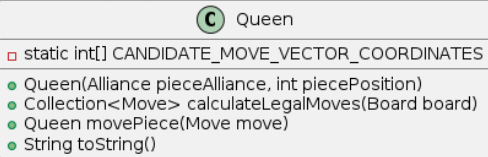 C Queen
static int[] CANDIDATE_MOVE_VECTOR_COORDINATES
Queen(Alliance pieceAlliance, int piecePosition)
Collection<Move> calculateLegalMoves(Board board)
Queen movePiece(Move move)
String toString()